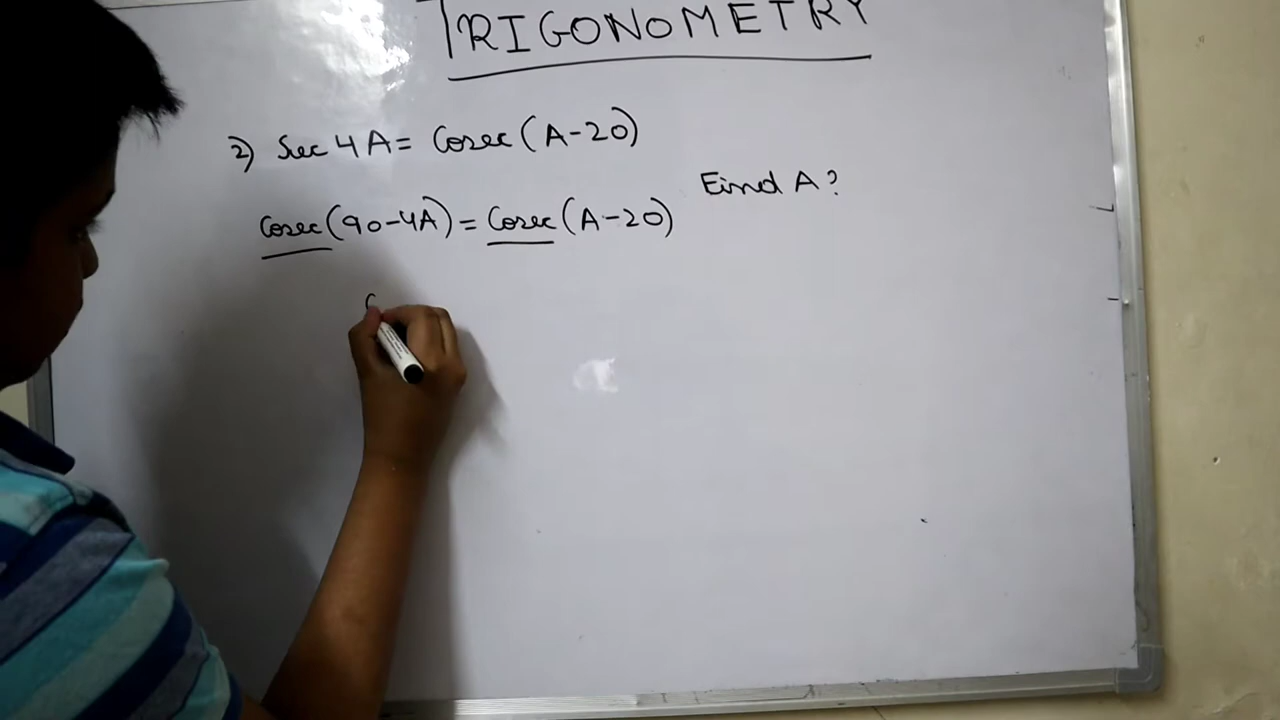 TRIGONOMETRY
2) Sec 4A = Cosec (A-20)
Find A?
Cosec (90-4A) = Cosec (A-20)